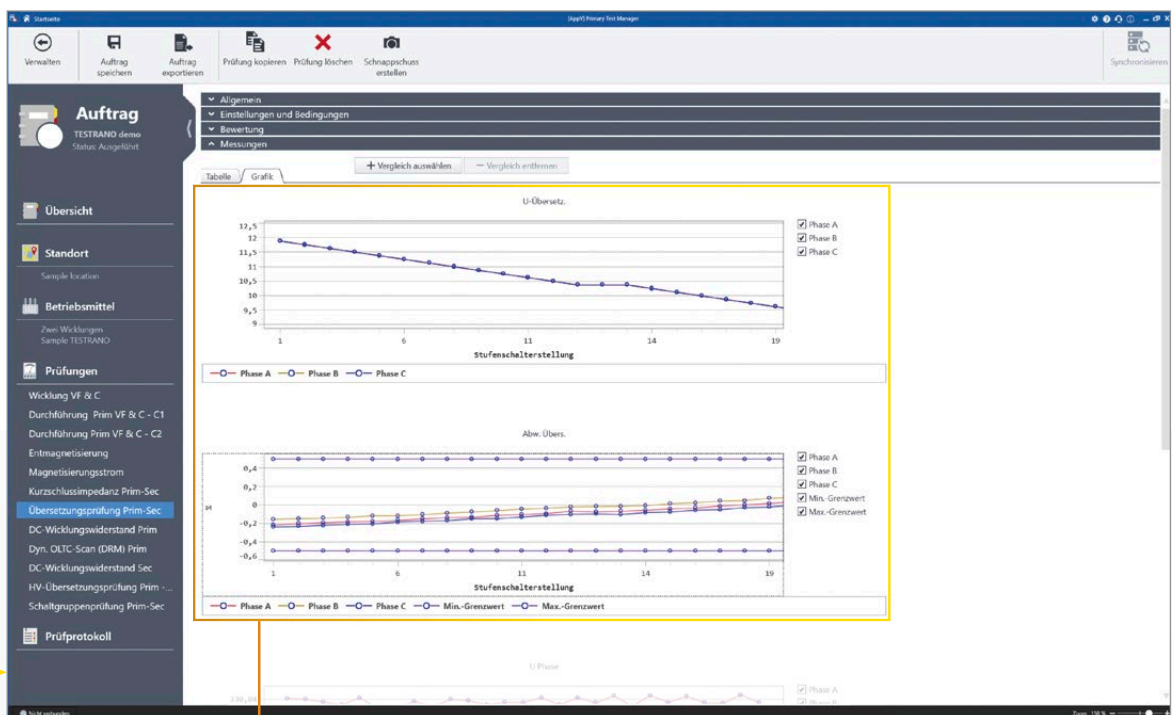 Startseite
[AppY] Primary Test Manager
Verwalten
Auftrag speichern
Auftrag exportieren
Prüfung kopieren
Prüfung löschen
Schnappschuss erstellen
Synchronisieren
Auftrag
TESTRANO demo
Status: Ausgeführt
Übersicht
Standort
Sample location
Betriebsmittel
Zwei Wicklungen
Sample TESTRANO
Prüfungen
Wicklung VF & C
Durchführung Prim VF & C - C1
Durchführung Prim VF & C - C2
Entmagnetisierung
Magnetisierungsstrom
Kurzschlussimpedanz Prim-Sec
Übersetzungsprüfung Prim-Sec
DC-Wicklungswiderstand Prim
Dyn. OLTC-Scan (DRM) Prim
DC-Wicklungswiderstand Sec
HV-Übersetzungsprüfung Prim -...
Schaltgruppenprüfung Prim-Sec
Prüfprotokoll
Allgemein
Einstellungen und Bedingungen
Bewertung
Messungen
+ Vergleich auswählen
— Vergleich entfernen
Tabelle
Grafik
U-Übersetz.
12,5
12
11,5
11
10,5
10
9,5
9
1 6 11 14 19
Stufenschalterstellung
Phase A
Phase B
Phase C
Phase A Phase B Phase C
Abw. Übers.
%
0,4
0,2
0
-0,2
-0,4
-0,6
1 6 11 14 19
Stufenschalterstellung
Phase A
Phase B
Phase C
Min.-Grenzwert
Max.-Grenzwert
Phase A Phase B Phase C Min.-Grenzwert Max.-Grenzwert
U Phase
Phase A
Nicht verbunden